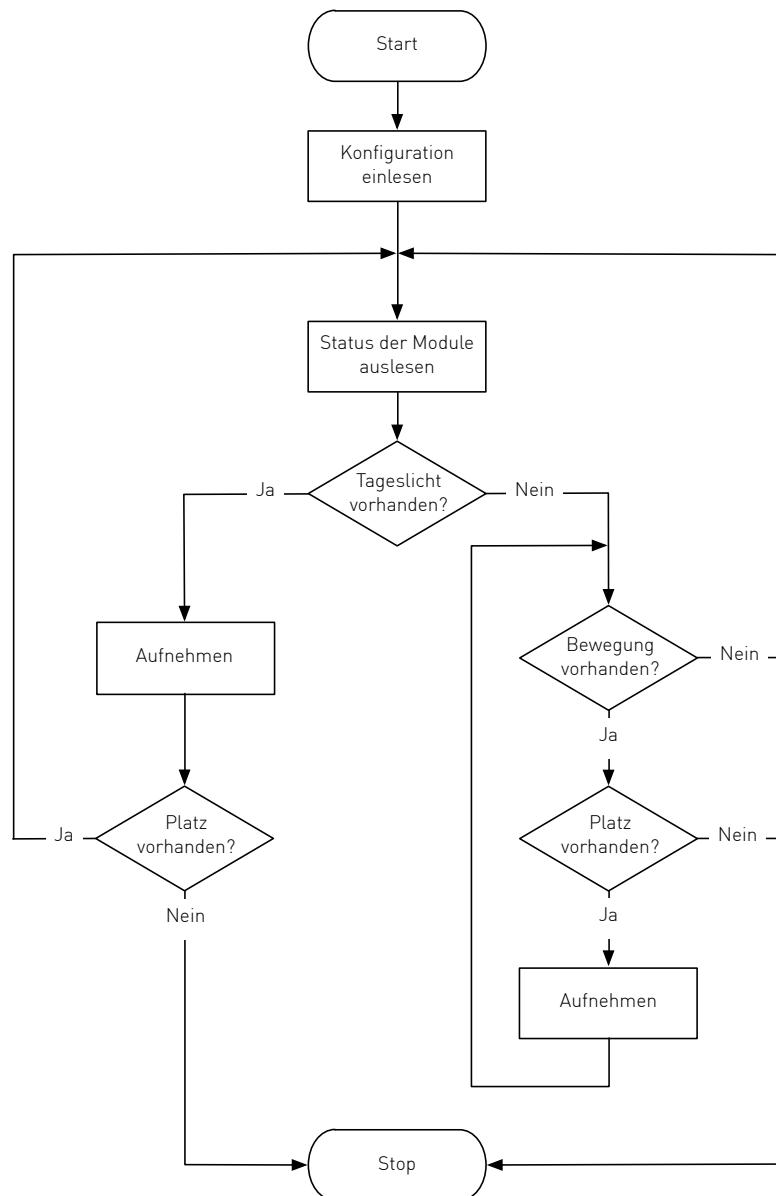 Start
Konfiguration
einlesen
Status der Module
auslesen
Tageslicht
vorhanden?
Ja
Nein
Aufnehmen
Platz
vorhanden?
Ja
Nein
Bewegung
vorhanden?
Nein
Ja
Platz
vorhanden?
Nein
Ja
Aufnehmen
Stop